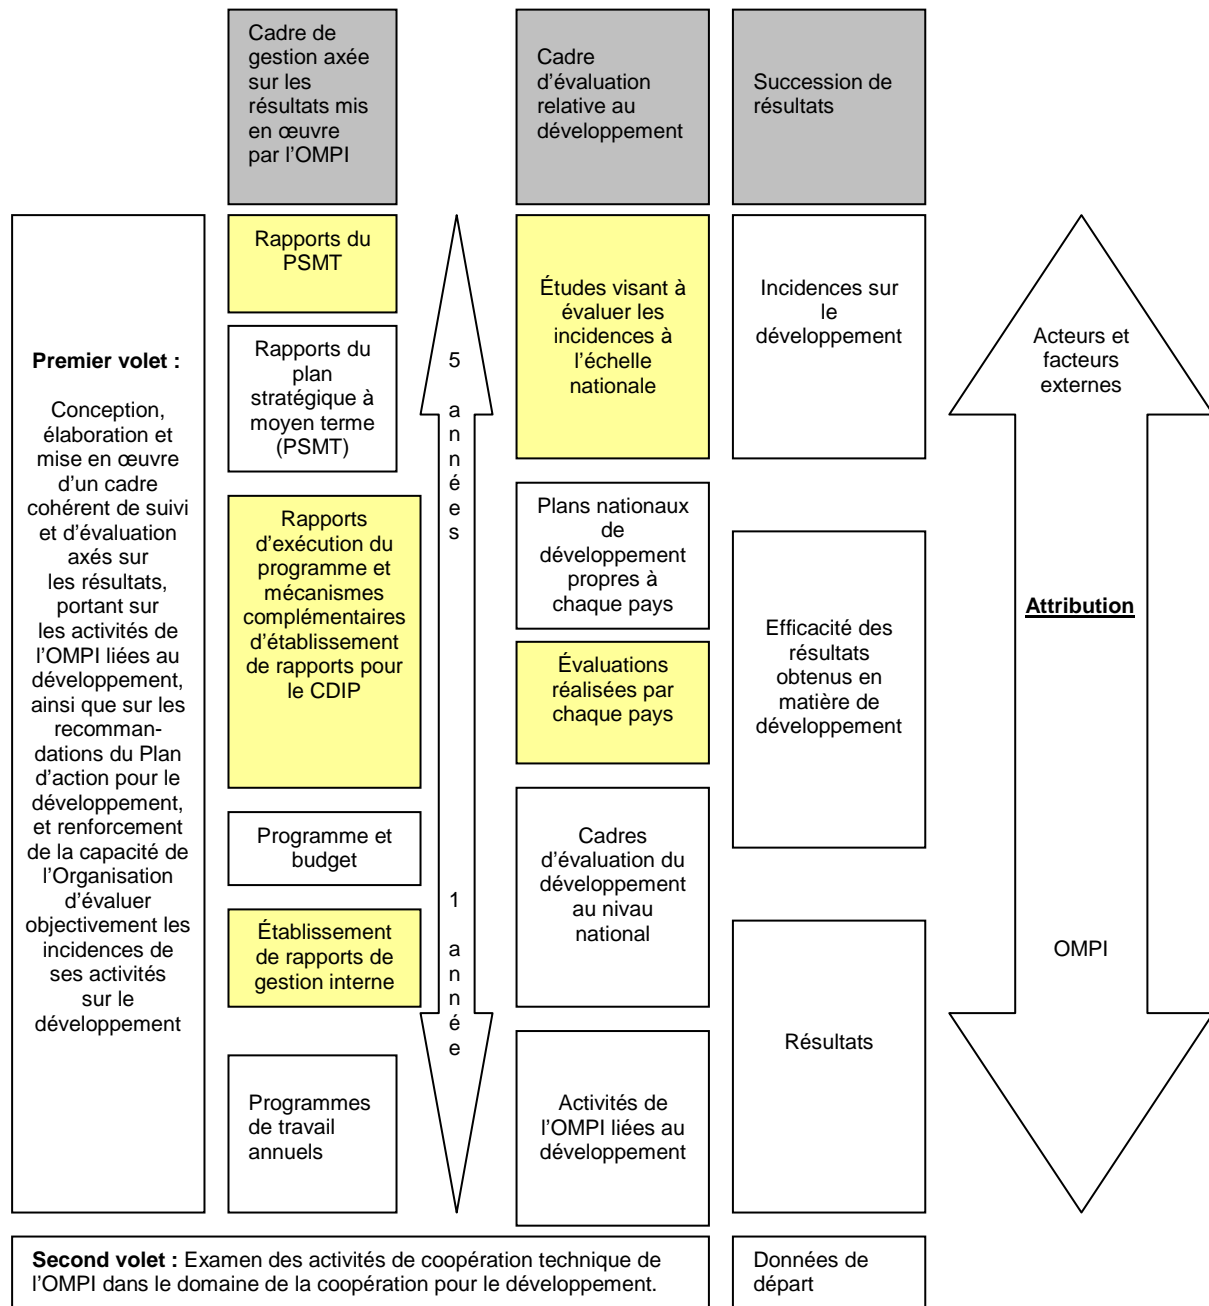 Cadre de
gestion axée
sur les
résultats mis
en œuvre
par l'OMPI
Cadre
d'évaluation
relative au
développement
Succession de
résultats
Premier volet :
Conception,
élaboration et
mise en œuvre
d'un cadre
cohérent de suivi
et d'évaluation
axés sur
les résultats,
portant sur
les activités de
l'OMPI liées au
développement,
ainsi que sur les
recomman-
dations du Plan
d'action pour le
développement,
et renforcement
de la capacité de
l'Organisation
d'évaluer
objectivement les
incidences de
ses activités
sur le
développement
Rapports du
PSMT
Rapports du
plan
stratégique à
moyen terme
(PSMT)
Rapports
d'exécution du
programme et
mécanismes
complémentaires
d'établissement
de rapports pour
le CDIP
Programme et
budget
Établissement
de rapports de
gestion interne
Programmes
de travail
annuels
5
a
n
n
é
e
s
1
a
n
n
é
e
Études visant à
évaluer les
incidences à
l'échelle
nationale
Plans nationaux
de
développement
propres à
chaque pays
Évaluations
réalisées par
chaque pays
Cadres
d'évaluation du
développement
au nivau
national
Activités de
l'OMPI liées au
développement
Incidences sur
le
développement
Efficacité des
résultats
obtenus en
matière de
développement
Résultats
Acteurs et
facteurs
externes
Attribution
OMPI
Second volet : Examen des activités de coopération technique de
l'OMPI dans le domaine de la coopération pour le développement.
Données de
départ